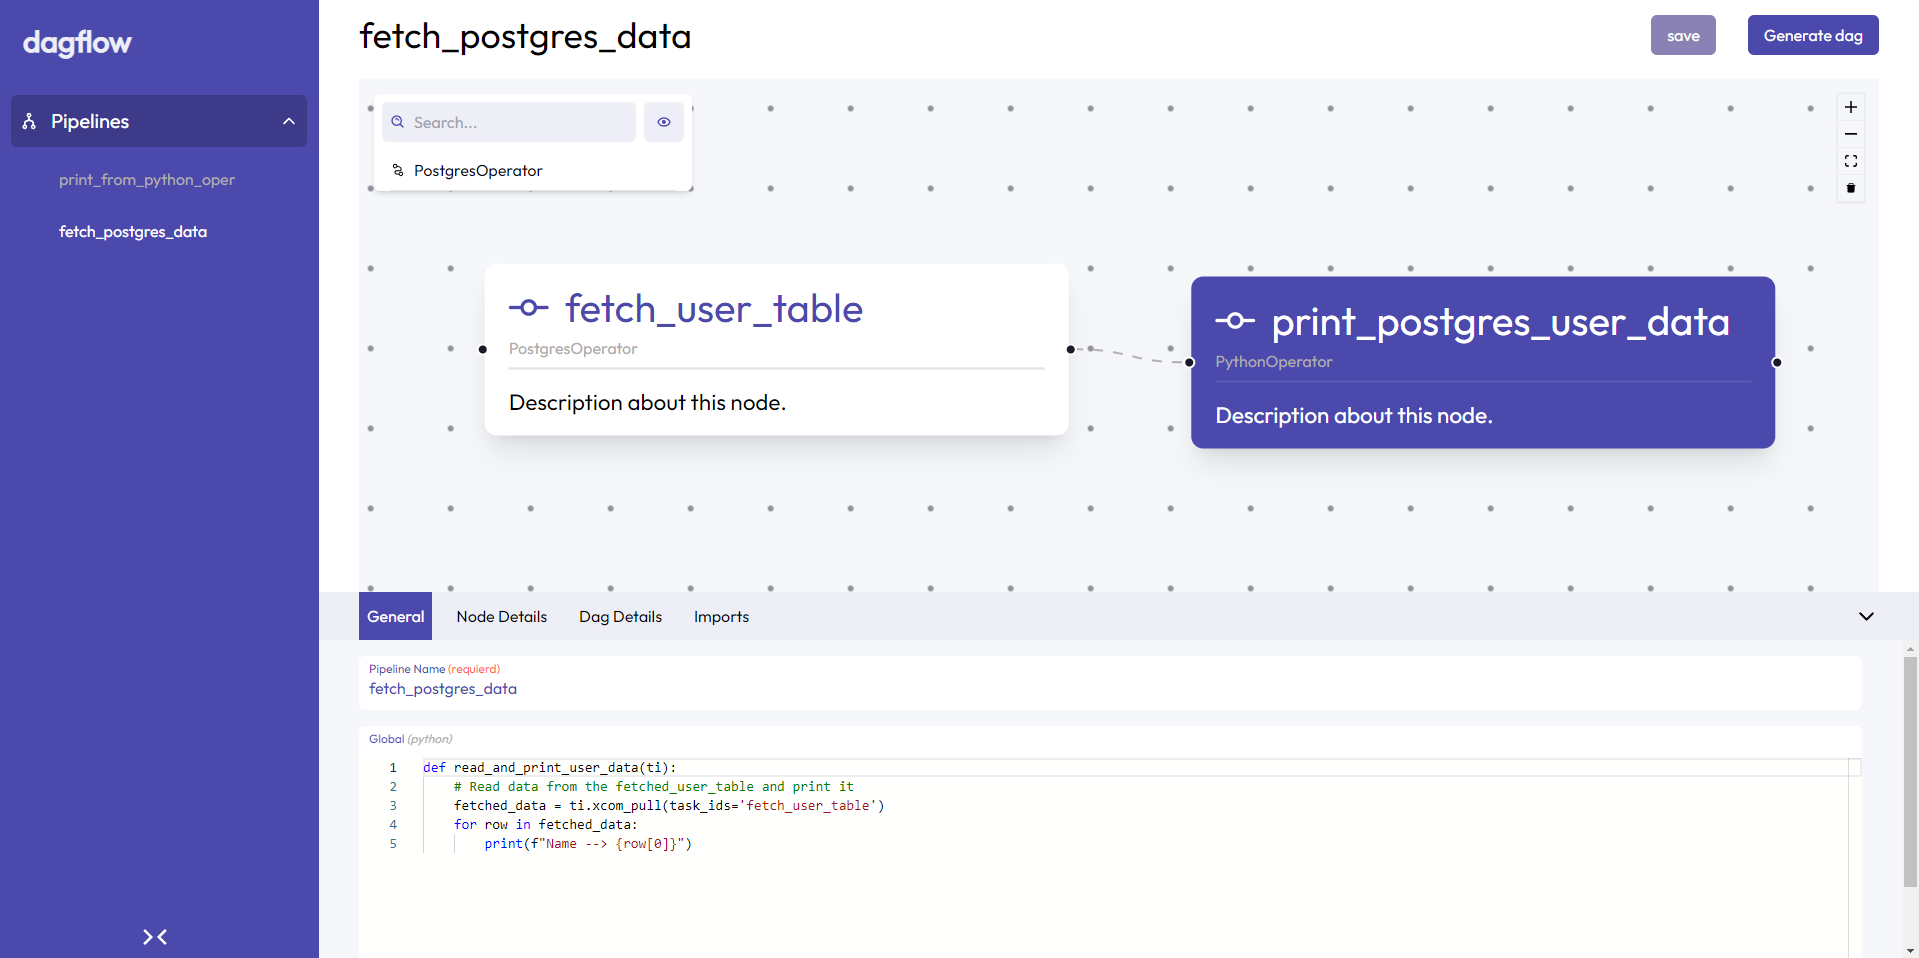 dagflow
Pipelines
print_from_python_oper
fetch_postgres_data
fetch_postgres_data
save
Generate dag
Search...
PostgresOperator
fetch_user_table
PostgresOperator
Description about this node.
print_postgres_user_data
PythonOperator
Description about this node.
General
Node Details
Dag Details
Imports
Pipeline Name (requierd)
fetch_postgres_data
Global (python)
1 def read_and_print_user_data(ti):
2 # Read data from the fetched_user_table and print it
3 fetched_data = ti.xcom_pull(task_ids='fetch_user_table')
4 for row in fetched_data:
5 print(f"Name --> {row[0]}")